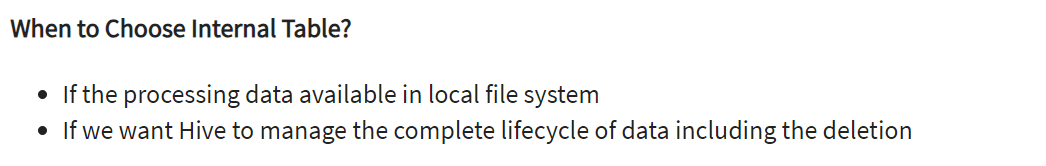 When to Choose Internal Table?
• If the processing data available in local file system
• If we want Hive to manage the complete lifecycle of data including the deletion